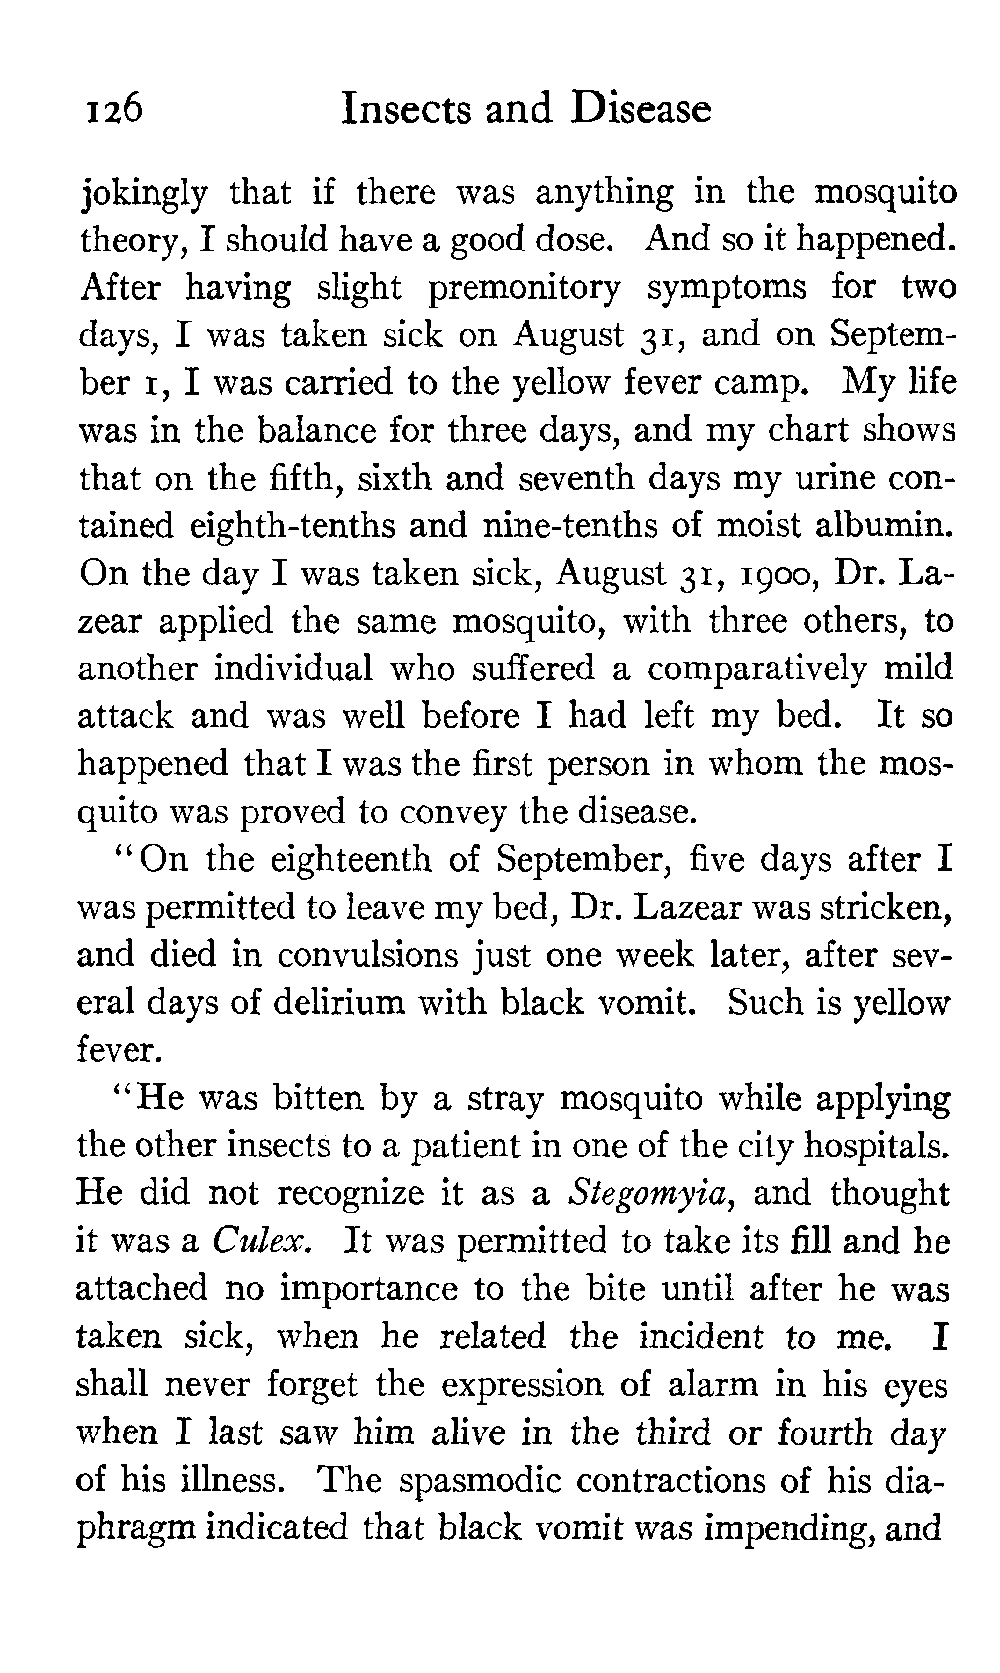 126 Insects and Disease
jokingly that if there was anything in the mosquito
theory, I should have a good dose. And so it happened.
After having slight premonitory symptoms for two
days, I was taken sick on August 31, and on Septem-
ber 1, I was carried to the yellow fever camp. My life
was in the balance for three days, and my chart shows
that on the fifth, sixth and seventh days my urine con-
tained eighth-tenths and nine-tenths of moist albumin.
On the day I was taken sick, August 31, 1900, Dr. La-
zear applied the same mosquito, with three others, to
another individual who suffered a comparatively mild
attack and was well before I had left my bed. It so
happened that I was the first person in whom the mos-
quito was proved to convey the disease.
"On the eighteenth of September, five days after I
was permitted to leave my bed, Dr. Lazear was stricken,
and died in convulsions just one week later, after sev-
eral days of delirium with black vomit. Such is yellow
fever.
"He was bitten by a stray mosquito while applying
the other insects to a patient in one of the city hospitals.
He did not recognize it as a Stegomyia, and thought
it was a Culex. It was permitted to take its fill and he
attached no importance to the bite until after he was
taken sick, when he related the incident to me. I
shall never forget the expression of alarm in his eyes
when I last saw him alive in the third or fourth day
of his illness. The spasmodic contractions of his dia-
phragm indicated that black vomit was impending, and